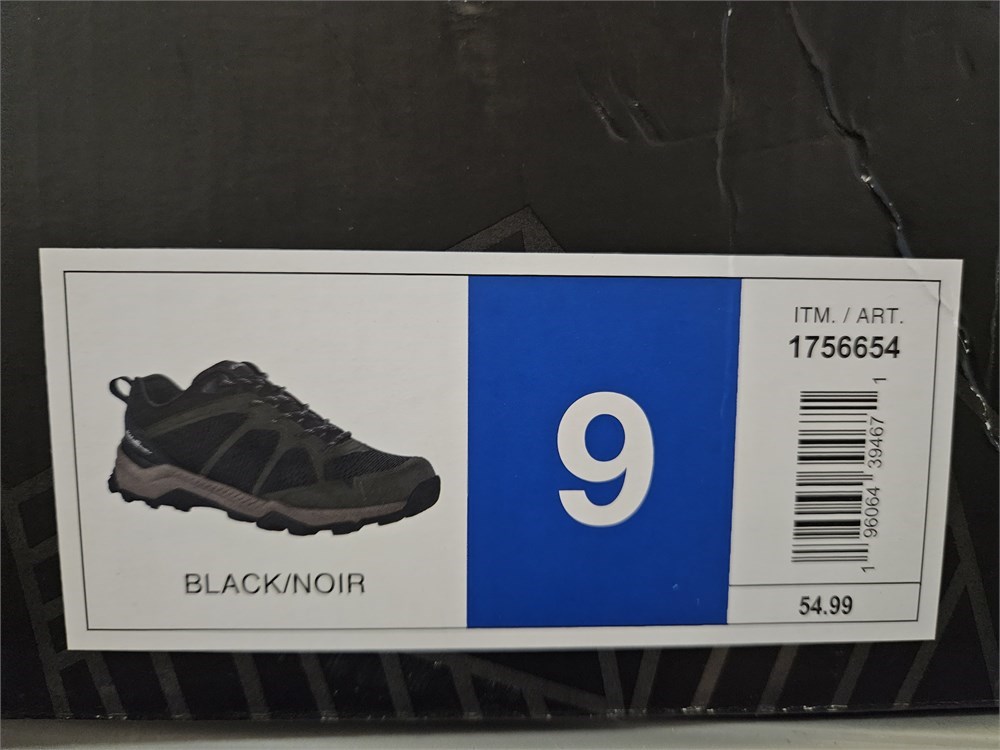 BLACK/NOIR
9
ITM. / ART.
1756654
1 96064 39467 1
54.99